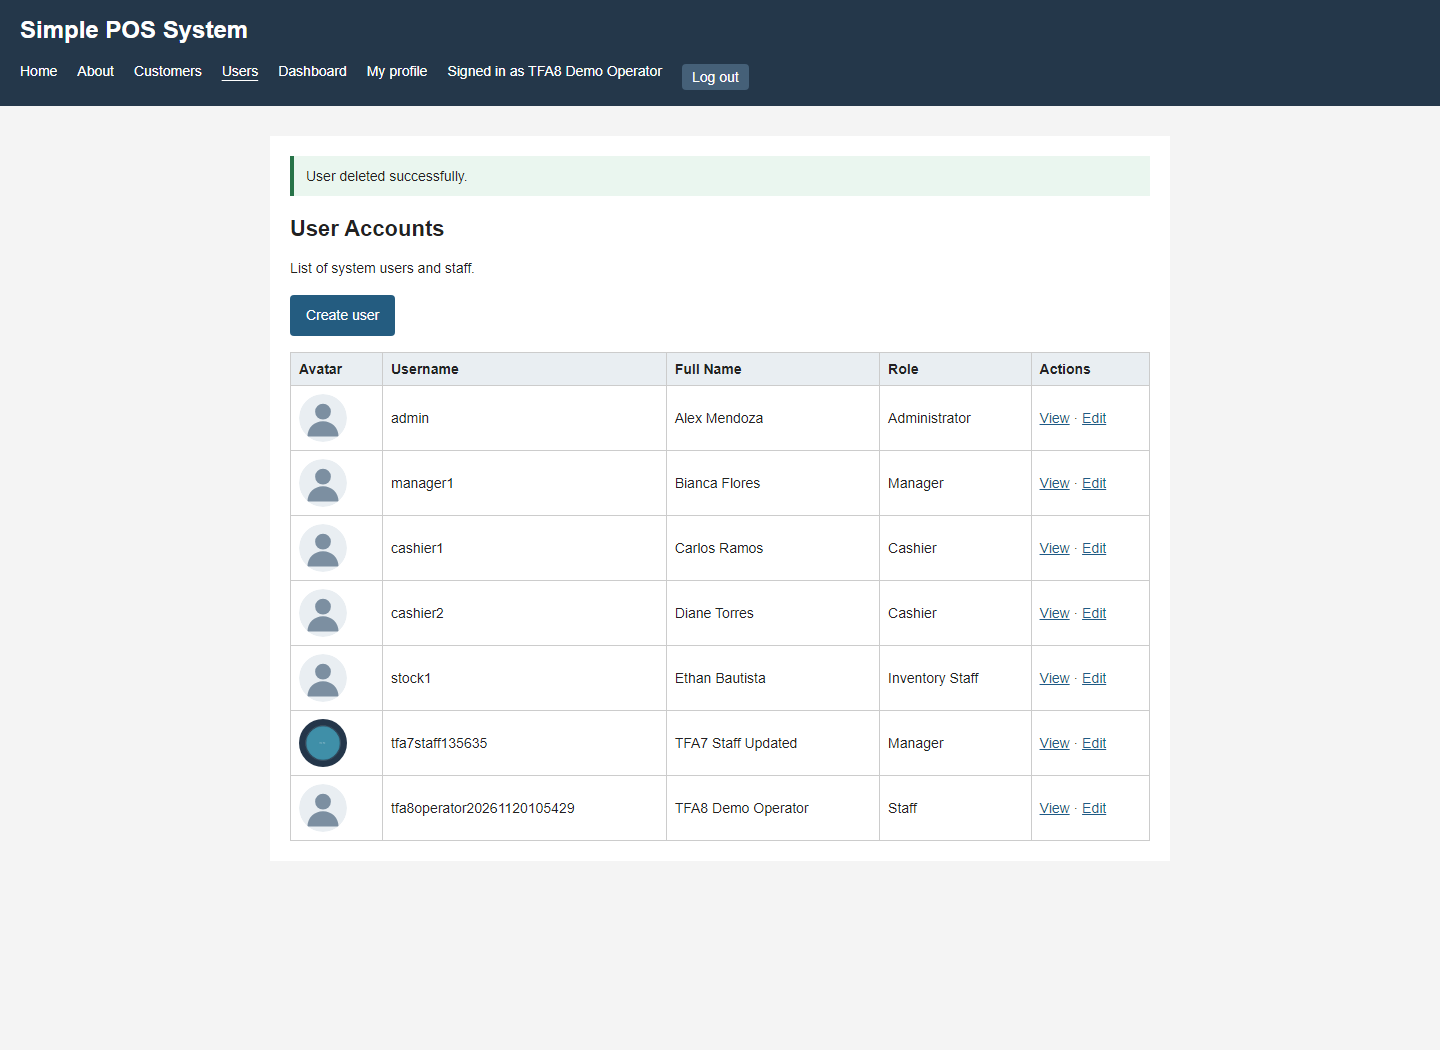 Simple POS System
Home About Customers Users Dashboard My profile Signed in as TFA8 Demo Operator Log out
User deleted successfully.
User Accounts
List of system users and staff.
Create user
Avatar Username Full Name Role Actions
admin Alex Mendoza Administrator View · Edit
manager1 Bianca Flores Manager View · Edit
cashier1 Carlos Ramos Cashier View · Edit
cashier2 Diane Torres Cashier View · Edit
stock1 Ethan Bautista Inventory Staff View · Edit
tfa7staff135635 TFA7 Staff Updated Manager View · Edit
tfa8operator20261120105429 TFA8 Demo Operator Staff View · Edit